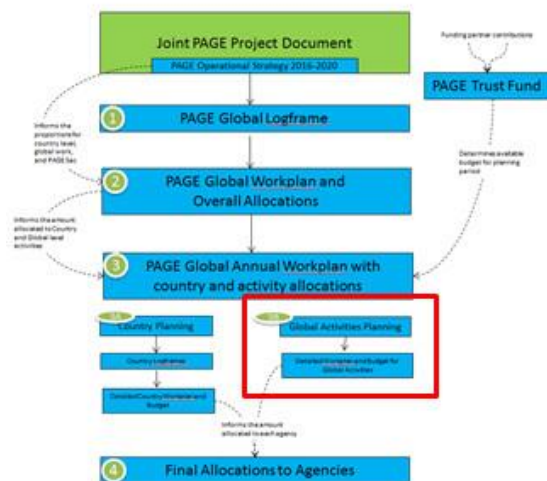 Joint PAGE Project Document
PAGE Operational Strategy 2016-2020
Funding partner contributions
PAGE Trust Fund
1
PAGE Global Logframe
Informs the
proportions for
country level,
global work,
and PAGE Sec
Determines available
budget for planning
period
2
PAGE Global Workplan and
Overall Allocations
Informs the amount
allocated to Country
and Global level
activities
3
PAGE Global Annual Workplan with
country and activity allocations
Country Planning
Global Activities Planning
Country Logframes
Detailed Workplan and Budget for
Global Activities
Detailed Country Workplan and
Budget
Informs the amount
allocated to each agency
4
Final Allocations to Agencies